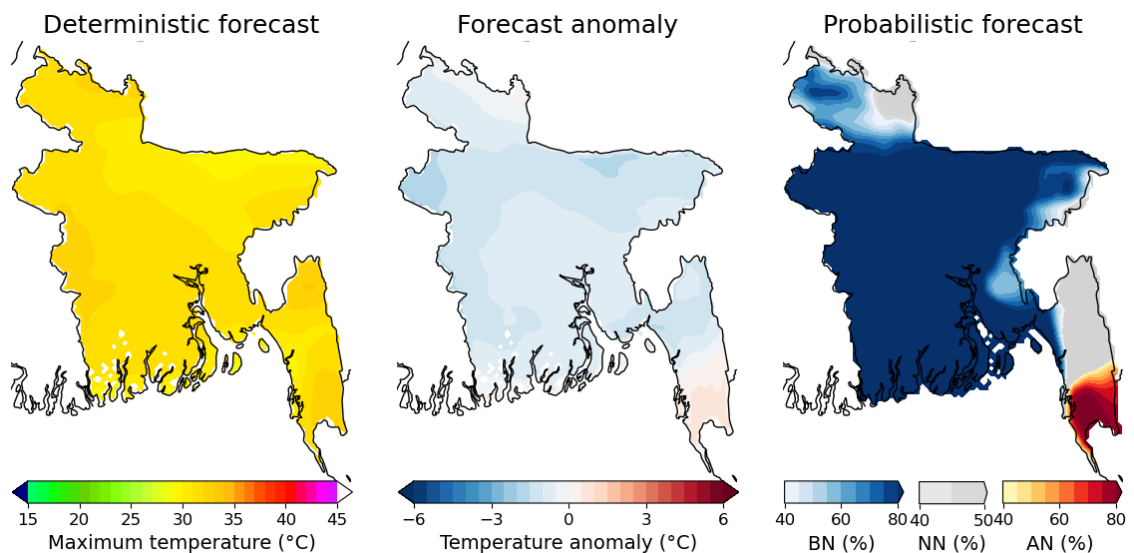 Deterministic forecast Forecast anomaly Probabilistic forecast
15 20 25 30 35 40 45 −6 −3 0 3 6 40 60 80 40 50 40 60 80
Maximum temperature (°C) Temperature anomaly (°C) BN (%) NN (%) AN (%)